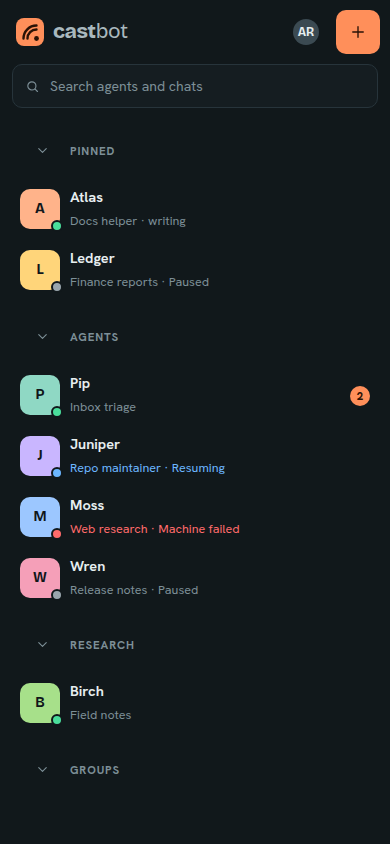 castbot
AR
+
Search agents and chats
PINNED
A
Atlas
Docs helper · writing
L
Ledger
Finance reports · Paused
AGENTS
P
Pip
Inbox triage
2
J
Juniper
Repo maintainer · Resuming
M
Moss
Web research · Machine failed
W
Wren
Release notes · Paused
RESEARCH
B
Birch
Field notes
GROUPS